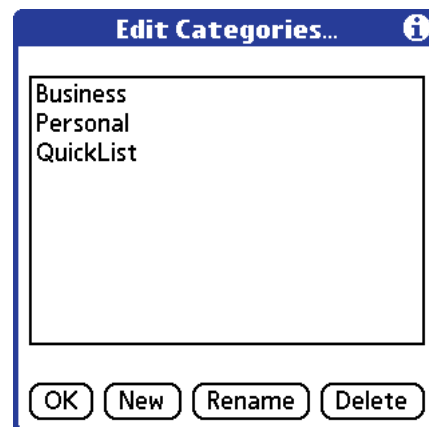 Edit Categories...
Business
Personal
QuickList
OK New Rename Delete